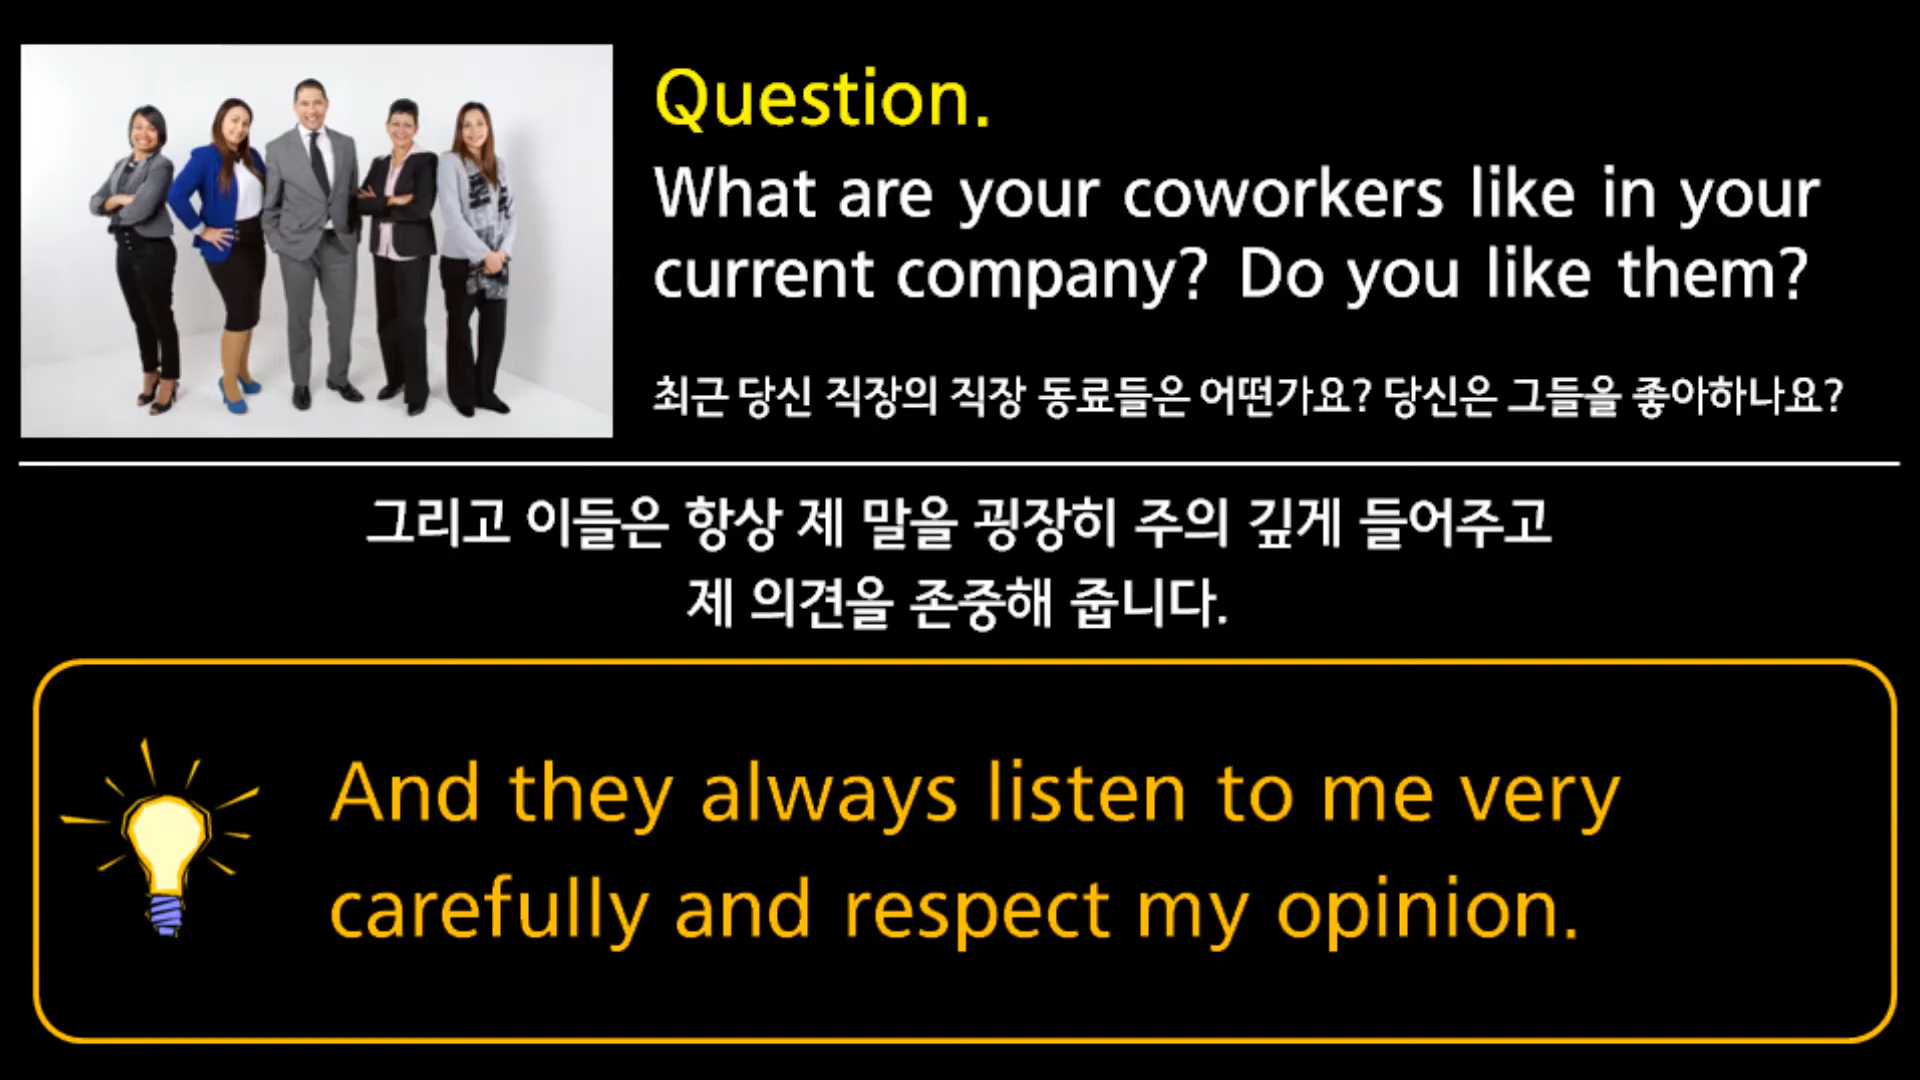 Question.
What are your coworkers like in your
current company? Do you like them?
최근 당신 직장의 직장 동료들은 어떤가요? 당신은 그들을 좋아하나요?
그리고 이들은 항상 제 말을 굉장히 주의 깊게 들어주고
제 의견을 존중해 줍니다.
And they always listen to me very
carefully and respect my opinion.